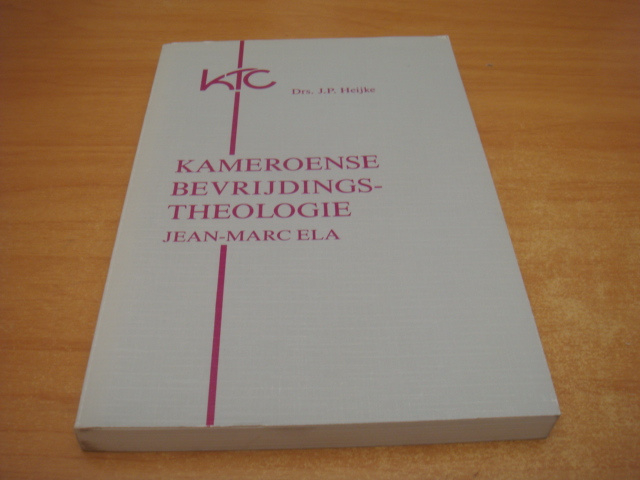 KTC
Drs. J.P. Heijke
KAMEROENSE
BEVRIJDINGS-
THEOLOGIE
JEAN-MARC ELA